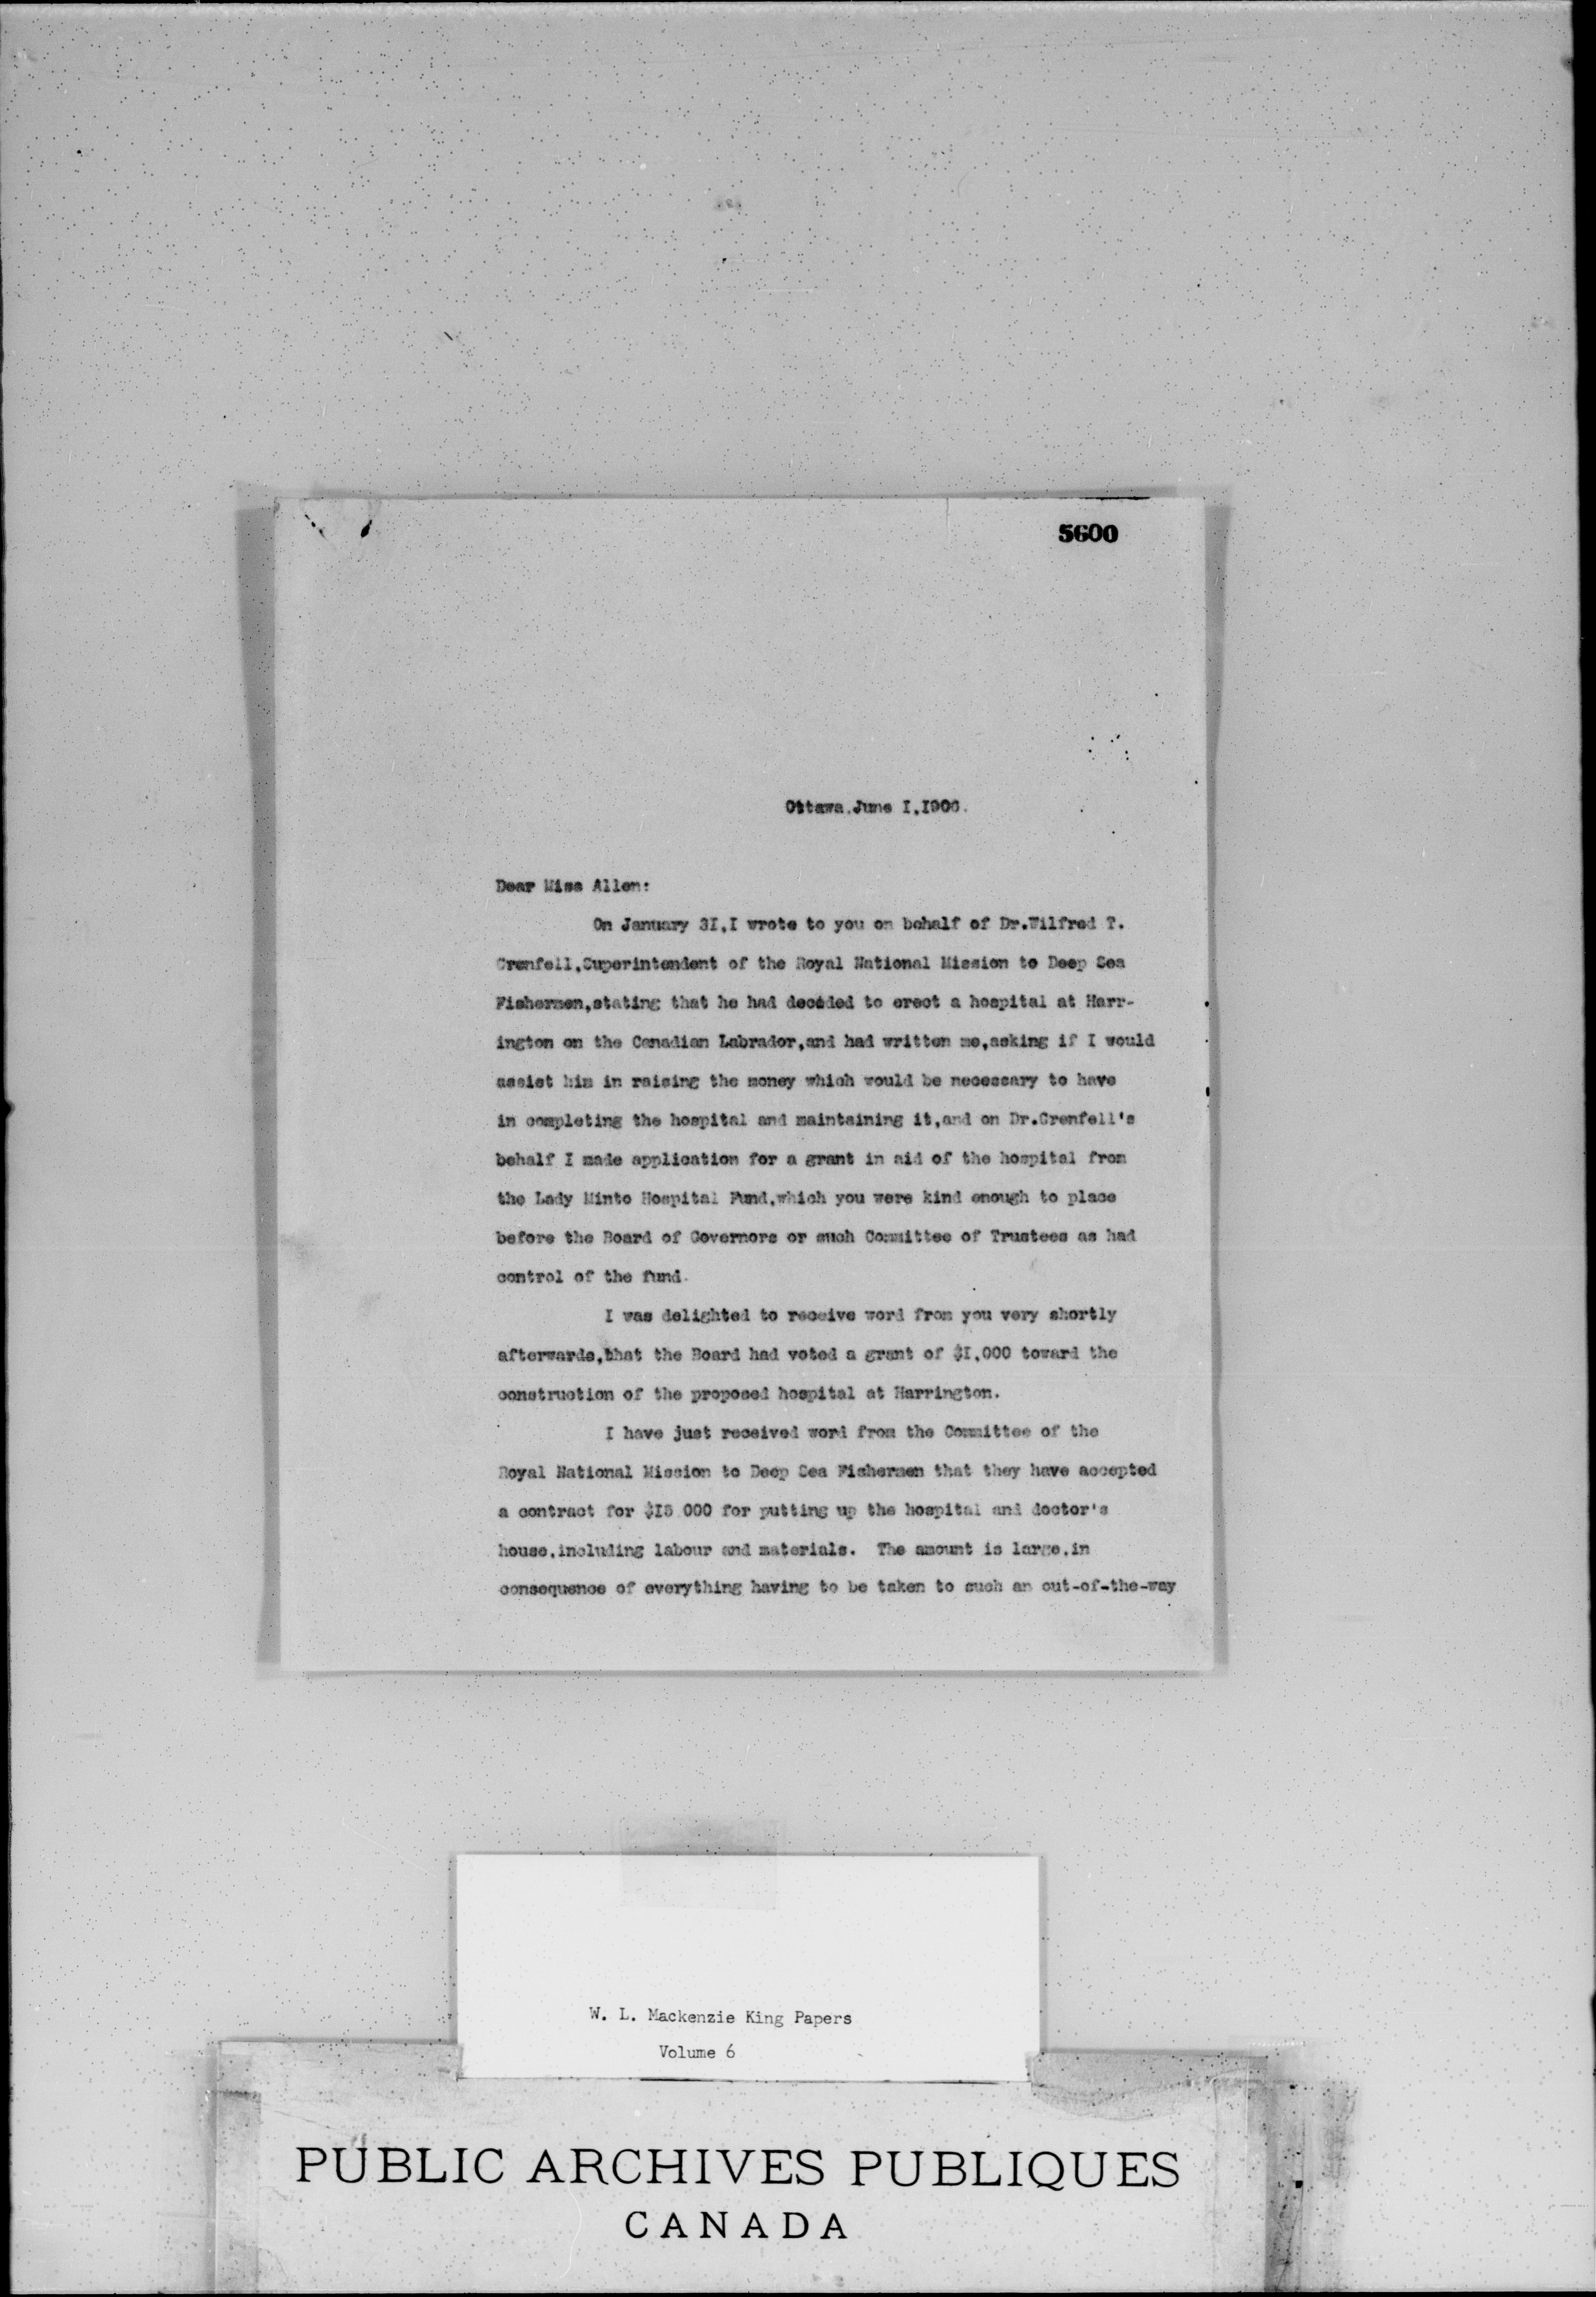 5600
Ottawa,June I,I906.
Dear Miss Allen:
On January 3I,I wrote to you on behalf of Dr.Wilfred T.
Grenfell,Superintendent of the Royal National Mission to Deep Sea
Fishermen,stating that he had decided to erect a hospital at Harr-
ington on the Canadian Labrador,and had written me,asking if I would
assist him in raising the money which would be necessary to have
in completing the hospital and maintaining it,and on Dr.Grenfell's
behalf I made application for a grant in aid of the hospital from
the Lady Minto Hospital Fund,which you were kind enough to place
before the Board of Governors or such Committee of Trustees as had
control of the fund.
I was delighted to receive word from you very shortly
afterwards,that the Board had voted a grant of $I,000 toward the
construction of the proposed hospital at Harrington.
I have just received word from the Committee of the
Royal National Mission to Deep Sea Fishermen that they have accepted
a contract for 000 for putting up the hospital and doctor's
house,including labour and materials. The amount is large,in
consequence of everything having to be taken to such an out-of-the-way
W. L. Mackenzie King Papers
Volume 6
PUBLIC ARCHIVES PUBLIQUES
CANADA